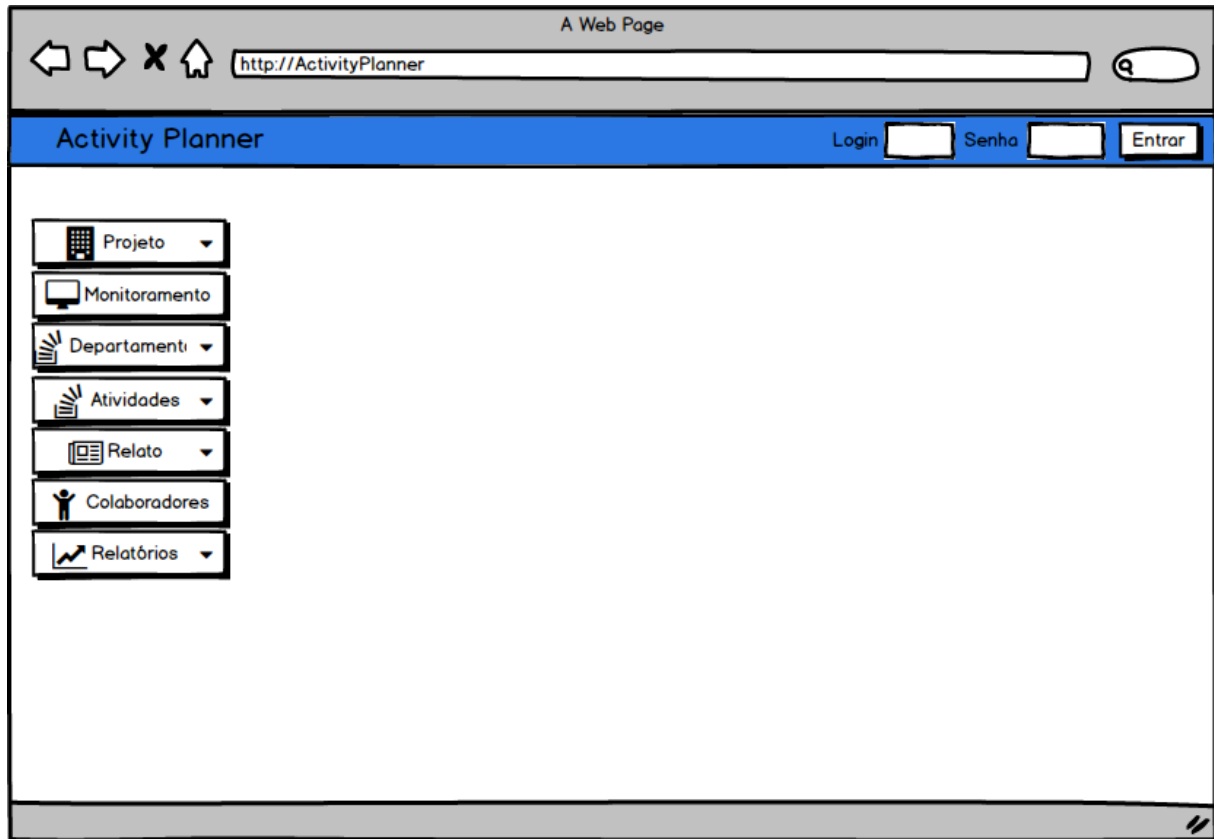 A Web Page
http://ActivityPlanner
Activity Planner Login Senha Entrar
Projeto
Monitoramento
Departament
Atividades
Relato
Colaboradores
Relatórios